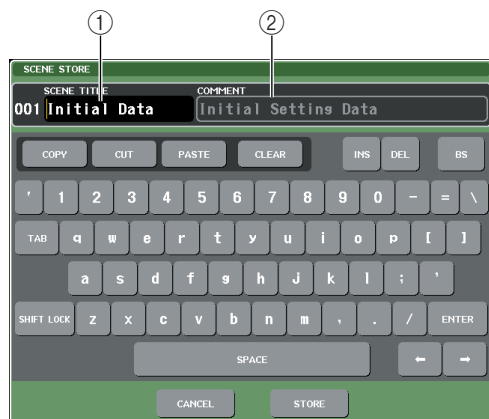 ① ②
SCENE STORE
SCENE TITLE COMMENT
001 Initial Data Initial Setting Data
COPY CUT PASTE CLEAR INS DEL BS
' 1 2 3 4 5 6 7 8 9 0 - = \
TAB q w e r t y u i o p [ ]
a s d f g h j k l ; '
SHIFT LOCK z x c v b n m , . / ENTER
SPACE ← →
CANCEL STORE